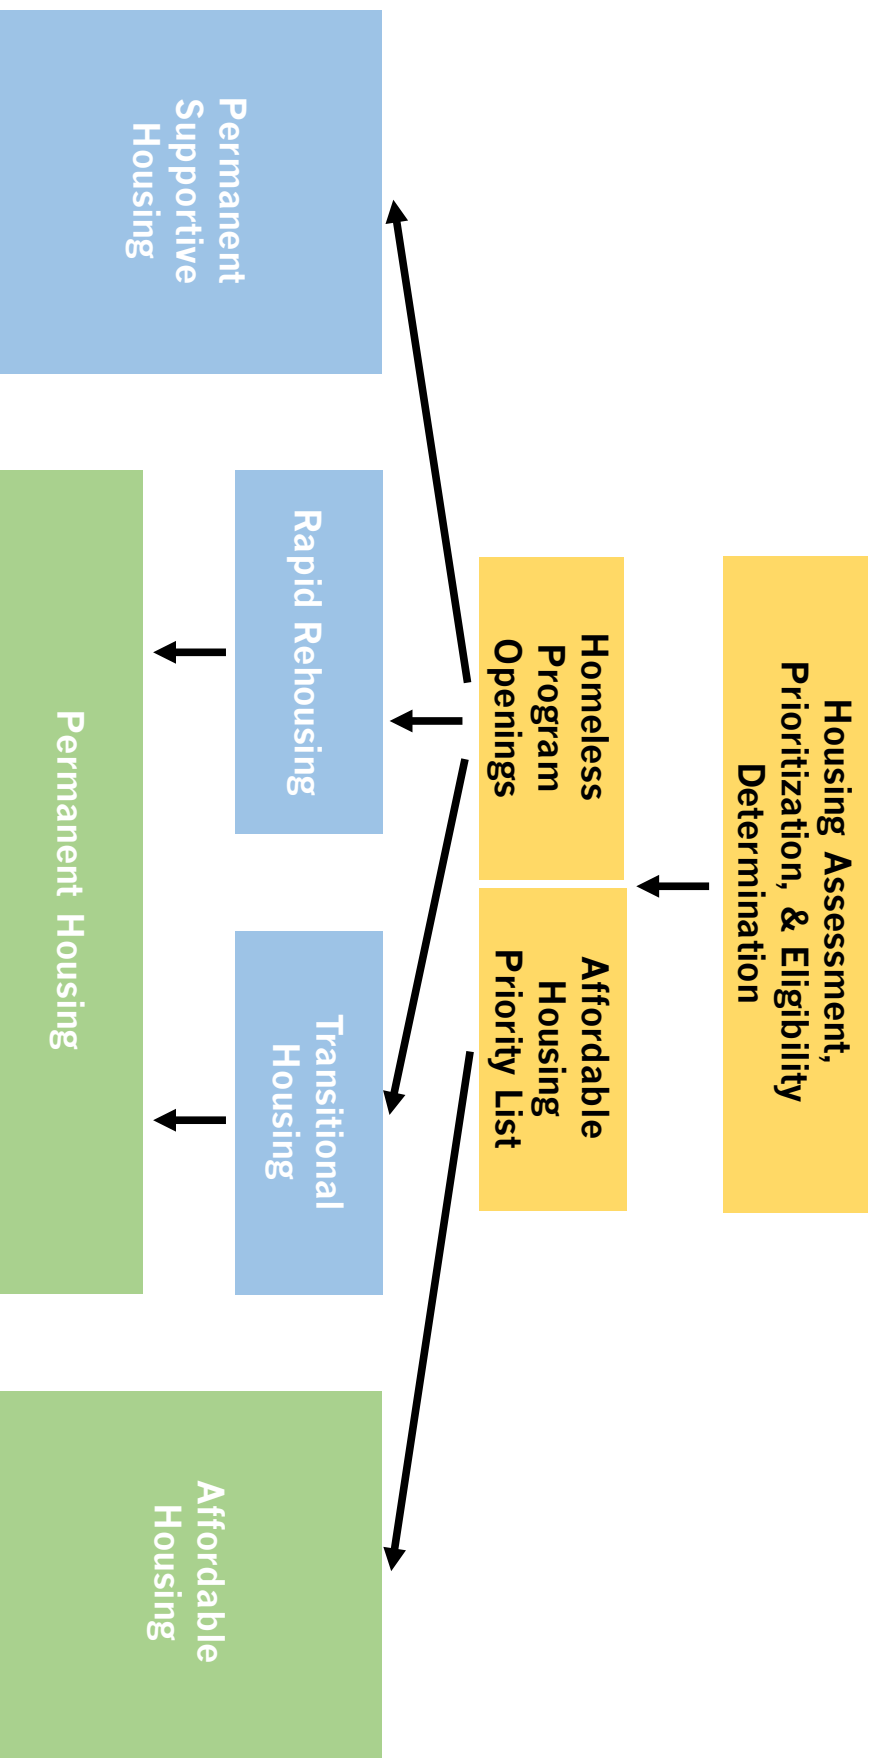 Housing Assessment,
Prioritization, & Eligibility
Determination
Homeless
Program
Openings
Affordable
Housing
Priority List
Permanent
Supportive
Housing
Rapid Rehousing
Transitional
Housing
Permanent Housing
Affordable
Housing